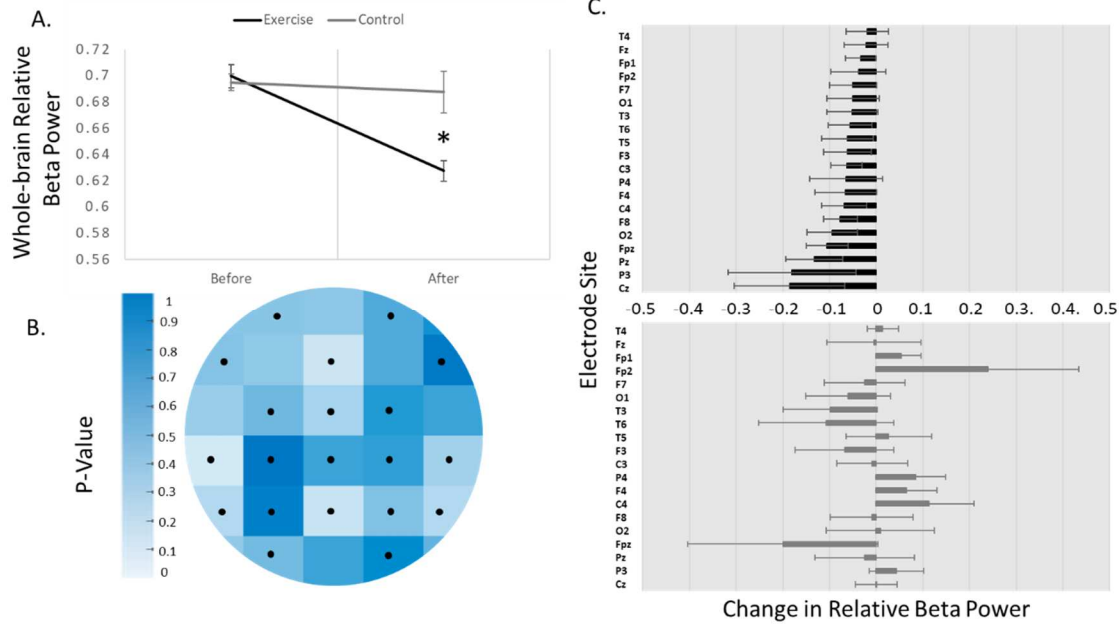 A.
Exercise Control
Whole-brain Relative
Beta Power
0.72
0.7
0.68
0.66
0.64
0.62
0.6
0.58
0.56
*
Before After
B.
P-Value
1
0.9
0.8
0.7
0.6
0.5
0.4
0.3
0.2
0.1
0
C.
Electrode Site
T4
Fz
Fp1
Fp2
F7
O1
T3
T6
T5
F3
C3
P4
F4
C4
F8
O2
Fpz
Pz
P3
Cz
-0.5 -0.4 -0.3 -0.2 -0.1 0 0.1 0.2 0.3 0.4 0.5
T4
Fz
Fp1
Fp2
F7
O1
T3
T6
T5
F3
C3
P4
F4
C4
F8
O2
Fpz
Pz
P3
Cz
Change in Relative Beta Power